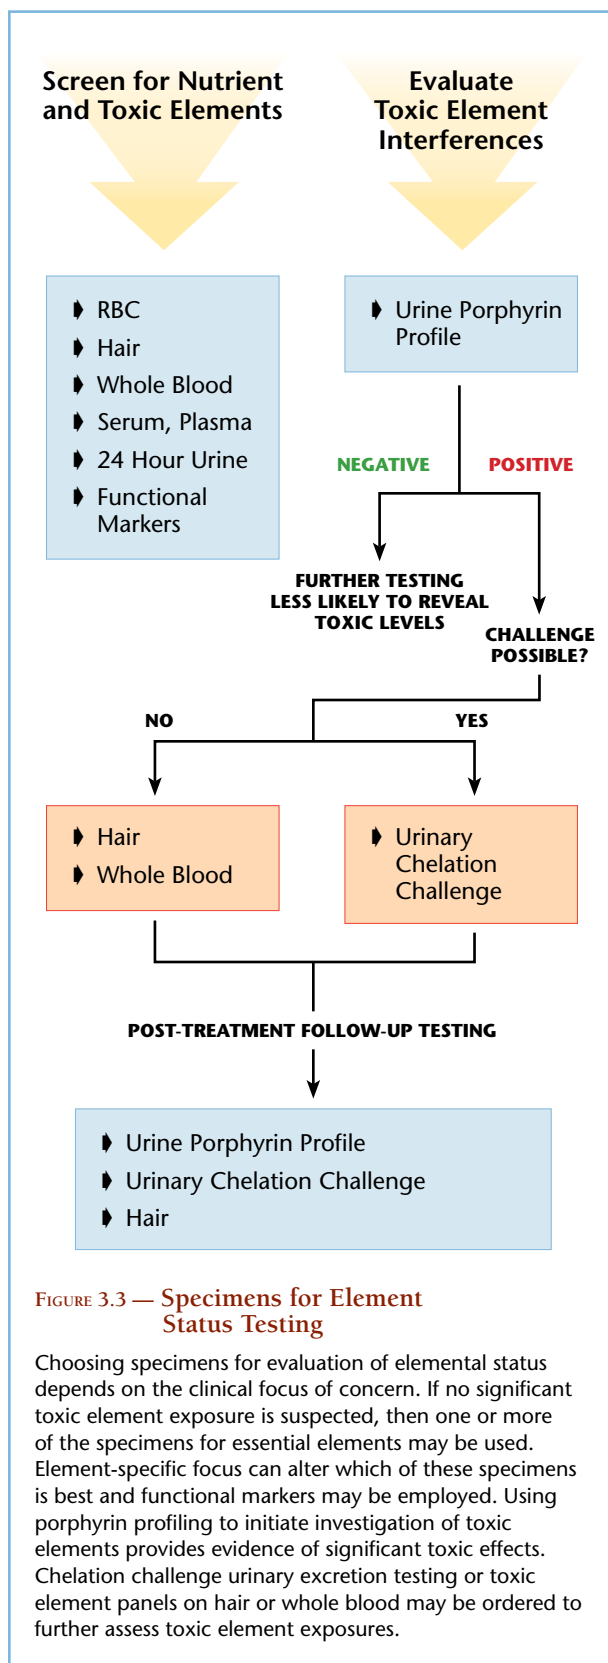 Screen for Nutrient
and Toxic Elements
Evaluate
Toxic Element
Interferences
➧ RBC
➧ Hair
➧ Whole Blood
➧ Serum, Plasma
➧ 24 Hour Urine
➧ Functional
Markers
➧ Urine Porphyrin
Profile
NEGATIVE
POSITIVE
FURTHER TESTING
LESS LIKELY TO REVEAL
TOXIC LEVELS
CHALLENGE
POSSIBLE?
NO
YES
➧ Hair
➧ Whole Blood
➧ Urinary
Chelation
Challenge
POST-TREATMENT FOLLOW-UP TESTING
➧ Urine Porphyrin Profile
➧ Urinary Chelation Challenge
➧ Hair
FIGURE 3.3 — Specimens for Element
Status Testing
Choosing specimens for evaluation of elemental status
depends on the clinical focus of concern. If no significant
toxic element exposure is suspected, then one or more
of the specimens for essential elements may be used.
Element-specific focus can alter which of these specimens
is best and functional markers may be employed. Using
porphyrin profiling to initiate investigation of toxic
elements provides evidence of significant toxic effects.
Chelation challenge urinary excretion testing or toxic
element panels on hair or whole blood may be ordered to
further assess toxic element exposures.